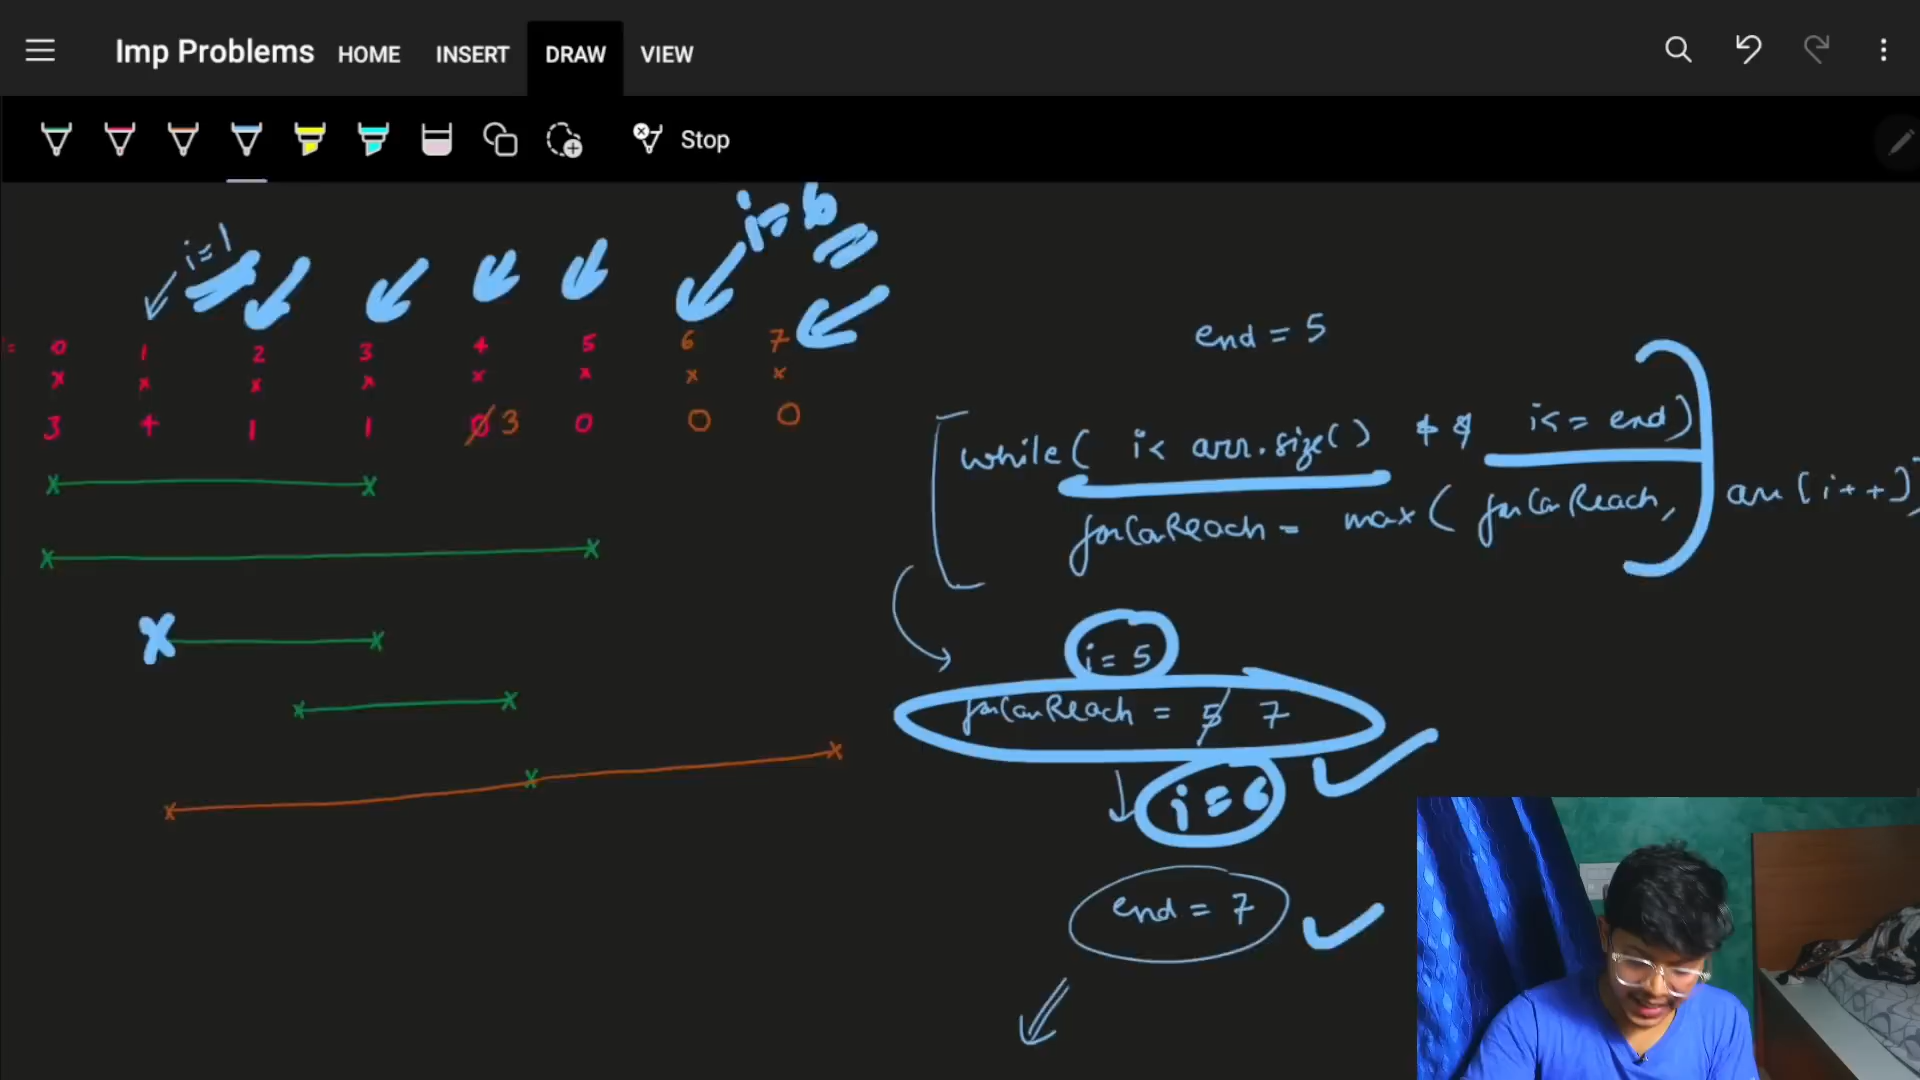 Imp Problems HOME INSERT DRAW VIEW
Stop
i=1
i=6
0 1 2 3 4 5 6 7
x x x x x x x x
3 4 1 1 0 3 0 0 0
end = 5
while( i< arr.size() && i<= end)
farCanReach = max( farCanReach, arr[i++])
i= 5
farCanReach = 5 7
i=6
end = 7